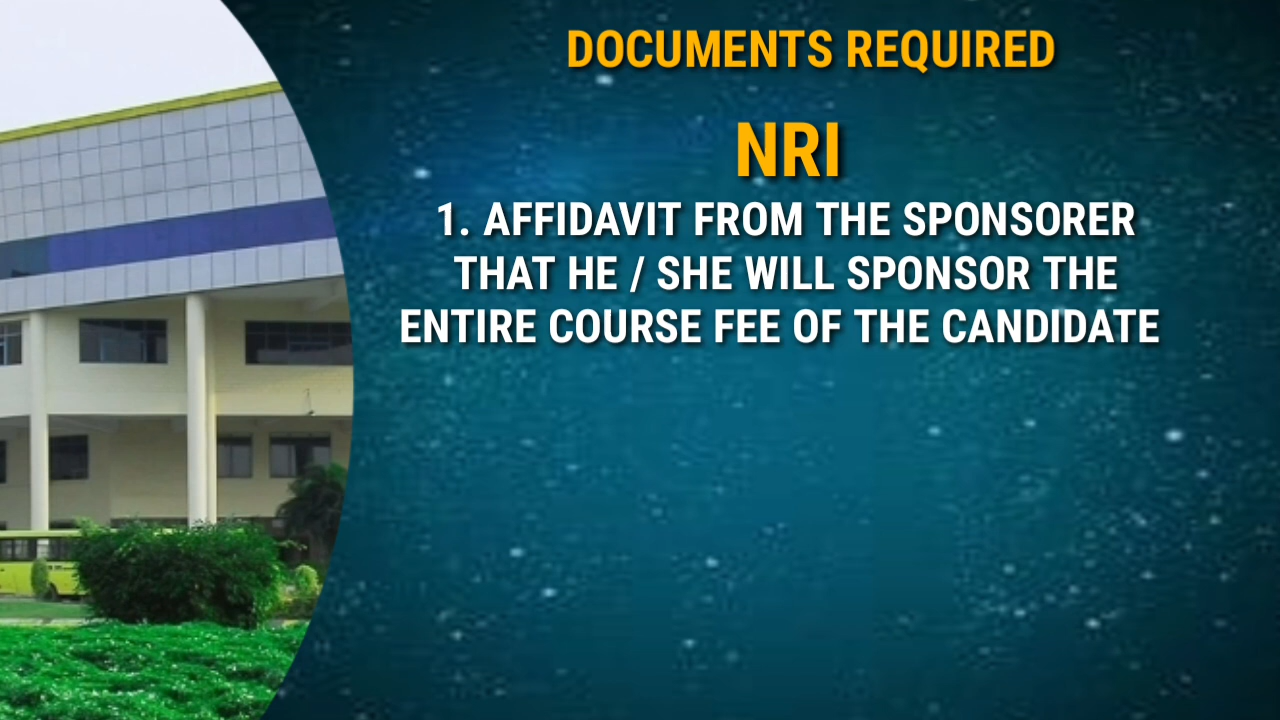 DOCUMENTS REQUIRED
NRI
1. AFFIDAVIT FROM THE SPONSORER
THAT HE / SHE WILL SPONSOR THE
ENTIRE COURSE FEE OF THE CANDIDATE